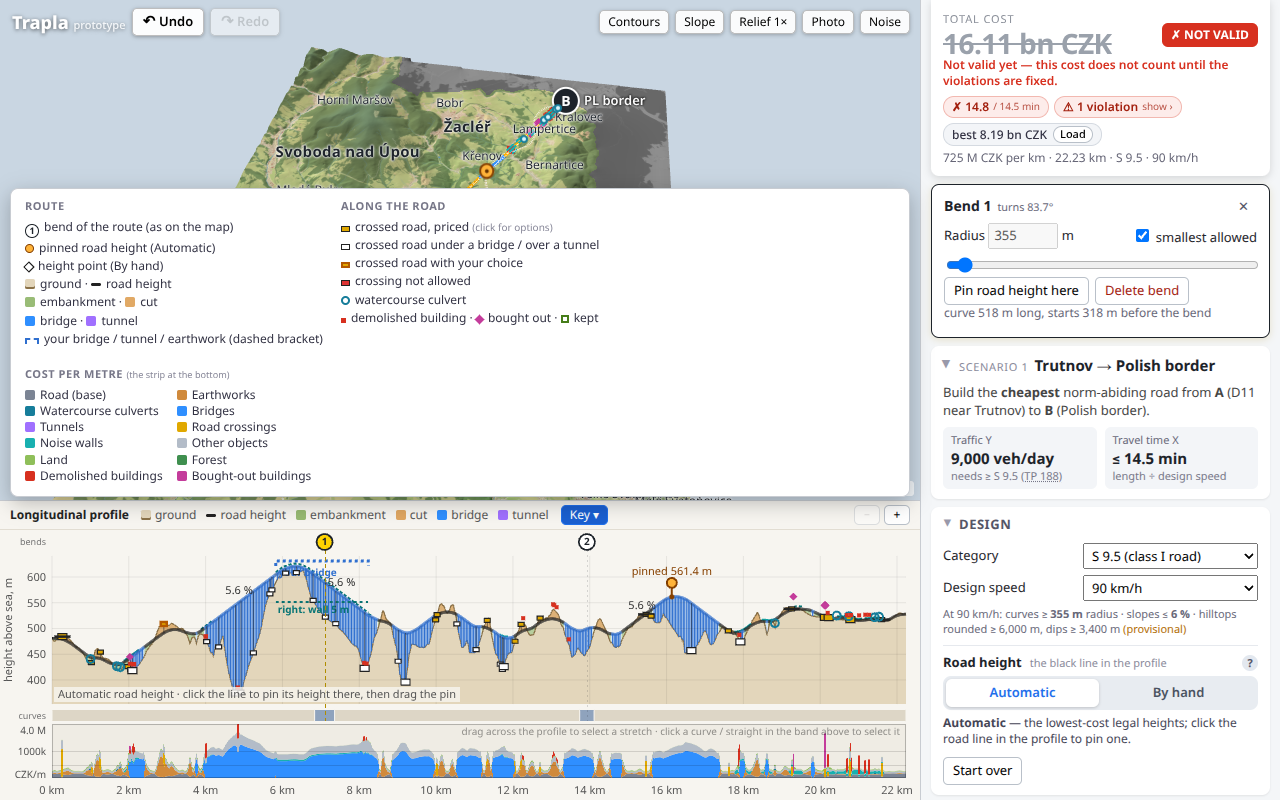 Trapla prototype
↶ Undo
↷ Redo
Contours
Slope
Relief 1×
Photo
Noise
Horní Maršov
Bobr
B PL border
Královec
Žacléř
Lampertice
Svoboda nad Úpou
Křenov
Bernartice
ROUTE
1 bend of the route (as on the map)
pinned road height (Automatic)
height point (By hand)
ground · road height
embankment · cut
bridge · tunnel
your bridge / tunnel / earthwork (dashed bracket)
ALONG THE ROAD
crossed road, priced (click for options)
crossed road under a bridge / over a tunnel
crossed road with your choice
crossing not allowed
watercourse culvert
demolished building · bought out · kept
COST PER METRE (the strip at the bottom)
Road (base)
Watercourse culverts
Tunnels
Noise walls
Land
Demolished buildings
Earthworks
Bridges
Road crossings
Other objects
Forest
Bought-out buildings
Longitudinal profile
ground
road height
embankment
cut
bridge
tunnel
Key ▾
−
+
bends
1
2
height above sea, m
600
550
500
450
400
5.6 %
5.6 %
right: wall 5 m
pinned 561.4 m
5.6 %
Automatic road height · click the line to pin its height there, then drag the pin
curves
4.0 M
1000k
CZK/m
drag across the profile to select a stretch · click a curve / straight in the band above to select it
0 km
2 km
4 km
6 km
8 km
10 km
12 km
14 km
16 km
18 km
20 km
22 km
TOTAL COST
16.11 bn CZK
✗ NOT VALID
Not valid yet — this cost does not count until the
violations are fixed.
✗ 14.8 / 14.5 min
⚠ 1 violation show ›
best 8.19 bn CZK Load
725 M CZK per km · 22.23 km · S 9.5 · 90 km/h
Bend 1 turns 83.7°
×
Radius 355 m
smallest allowed
Pin road height here
Delete bend
curve 518 m long, starts 318 m before the bend
▼ SCENARIO 1 Trutnov → Polish border
Build the cheapest norm-abiding road from A (D11
near Trutnov) to B (Polish border).
Traffic Y
9,000 veh/day
needs ≥ S 9.5 (TP 188)
Travel time X
≤ 14.5 min
length ÷ design speed
▼ DESIGN
Category
S 9.5 (class I road)
Design speed
90 km/h
At 90 km/h: curves ≥ 355 m radius · slopes ≤ 6 % · hilltops
rounded ≥ 6,000 m, dips ≥ 3,400 m (provisional)
Road height the black line in the profile
?
Automatic
By hand
Automatic — the lowest-cost legal heights; click the
road line in the profile to pin one.
Start over